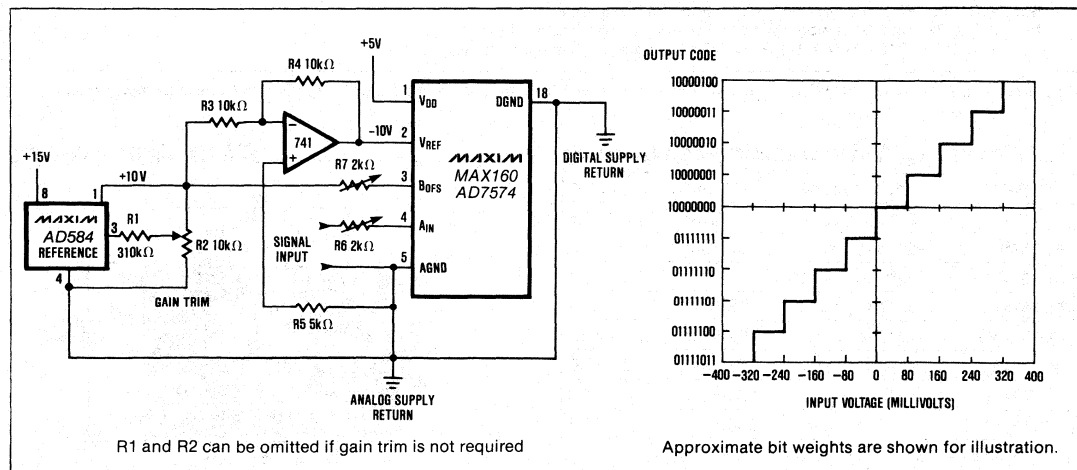 +15V
8
MAXIM
AD584
REFERENCE
1
+10V
3
R1
310kΩ
4
R2 10kΩ
GAIN TRIM
R3 10kΩ
R4 10kΩ
−
+
741
-10V
R7 2kΩ
SIGNAL
INPUT
R6 2kΩ
R5 5kΩ
+5V
1
VDD
2
VREF
3
BOFS
4
AIN
5
AGND
MAXIM
MAX160
AD7574
DGND
18
DIGITAL SUPPLY
RETURN
ANALOG SUPPLY
RETURN
R1 and R2 can be omitted if gain trim is not required
OUTPUT CODE
10000100
10000011
10000010
10000001
10000000
01111111
01111110
01111101
01111100
01111011
-400 -320 -240 -160 -80 0 80 160 240 320 400
INPUT VOLTAGE (MILLIVOLTS)
Approximate bit weights are shown for illustration.